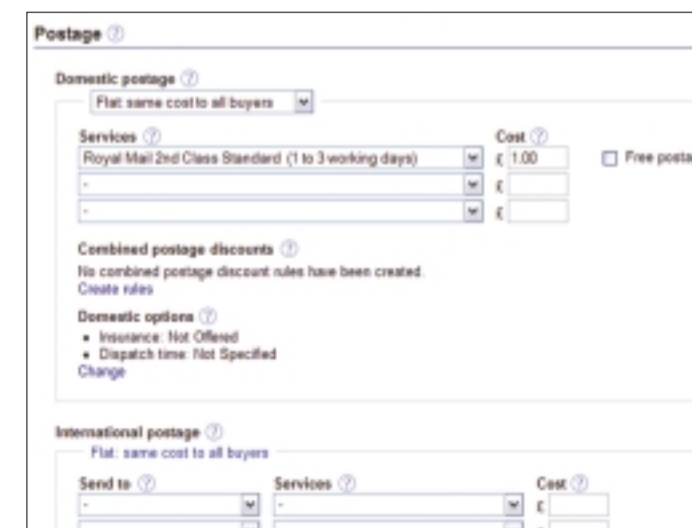 Postage ?
Domestic postage ?
Flat: same cost to all buyers
Services ? Cost ?
Royal Mail 2nd Class Standard (1 to 3 working days) £ 1.00 Free posta
- £
- £
Combined postage discounts ?
No combined postage discount rules have been created.
Create rules
Domestic options ?
• Insurance: Not Offered
• Dispatch time: Not Specified
Change
International postage ?
Flat: same cost to all buyers
Send to ? Services ? Cost ?
- - £